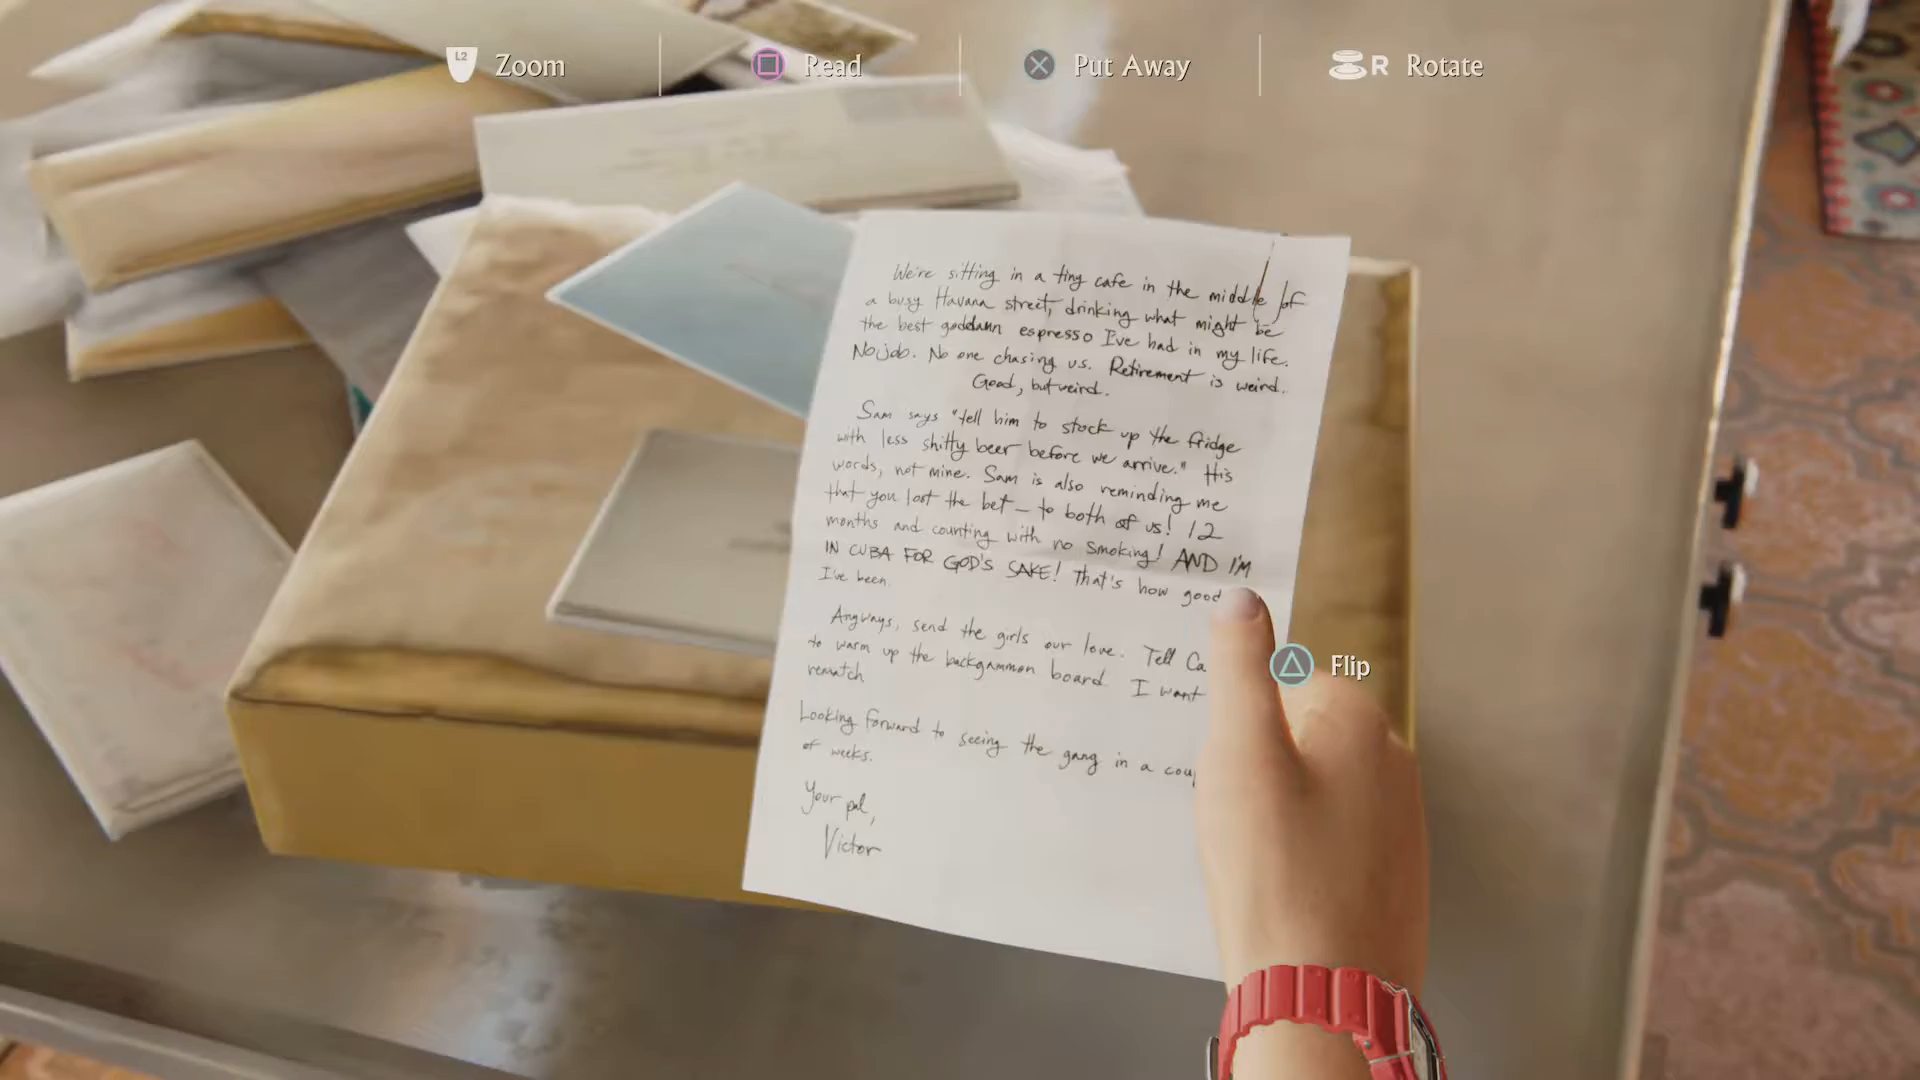 L2 Zoom Read Put Away R Rotate
We're sitting in a tiny cafe in the middle of
a busy Havana street, drinking what might be
the best goddamn espresso I've had in my life.
No job. No one chasing us. Retirement is weird.
Good, but weird.
Sam says "tell him to stock up the fridge
with less shitty beer before we arrive." His
words, not mine. Sam is also reminding me
that you lost the bet – to both of us! 12
months and counting with no smoking! AND I'M
IN CUBA FOR GOD'S SAKE! That's how good
I've been.
Anyways, send the girls our love. Tell Ca
to warm up the backgammon board. I want
rematch.
Looking forward to seeing the gang in a coup
of weeks.
Your pal,
Victor
Flip